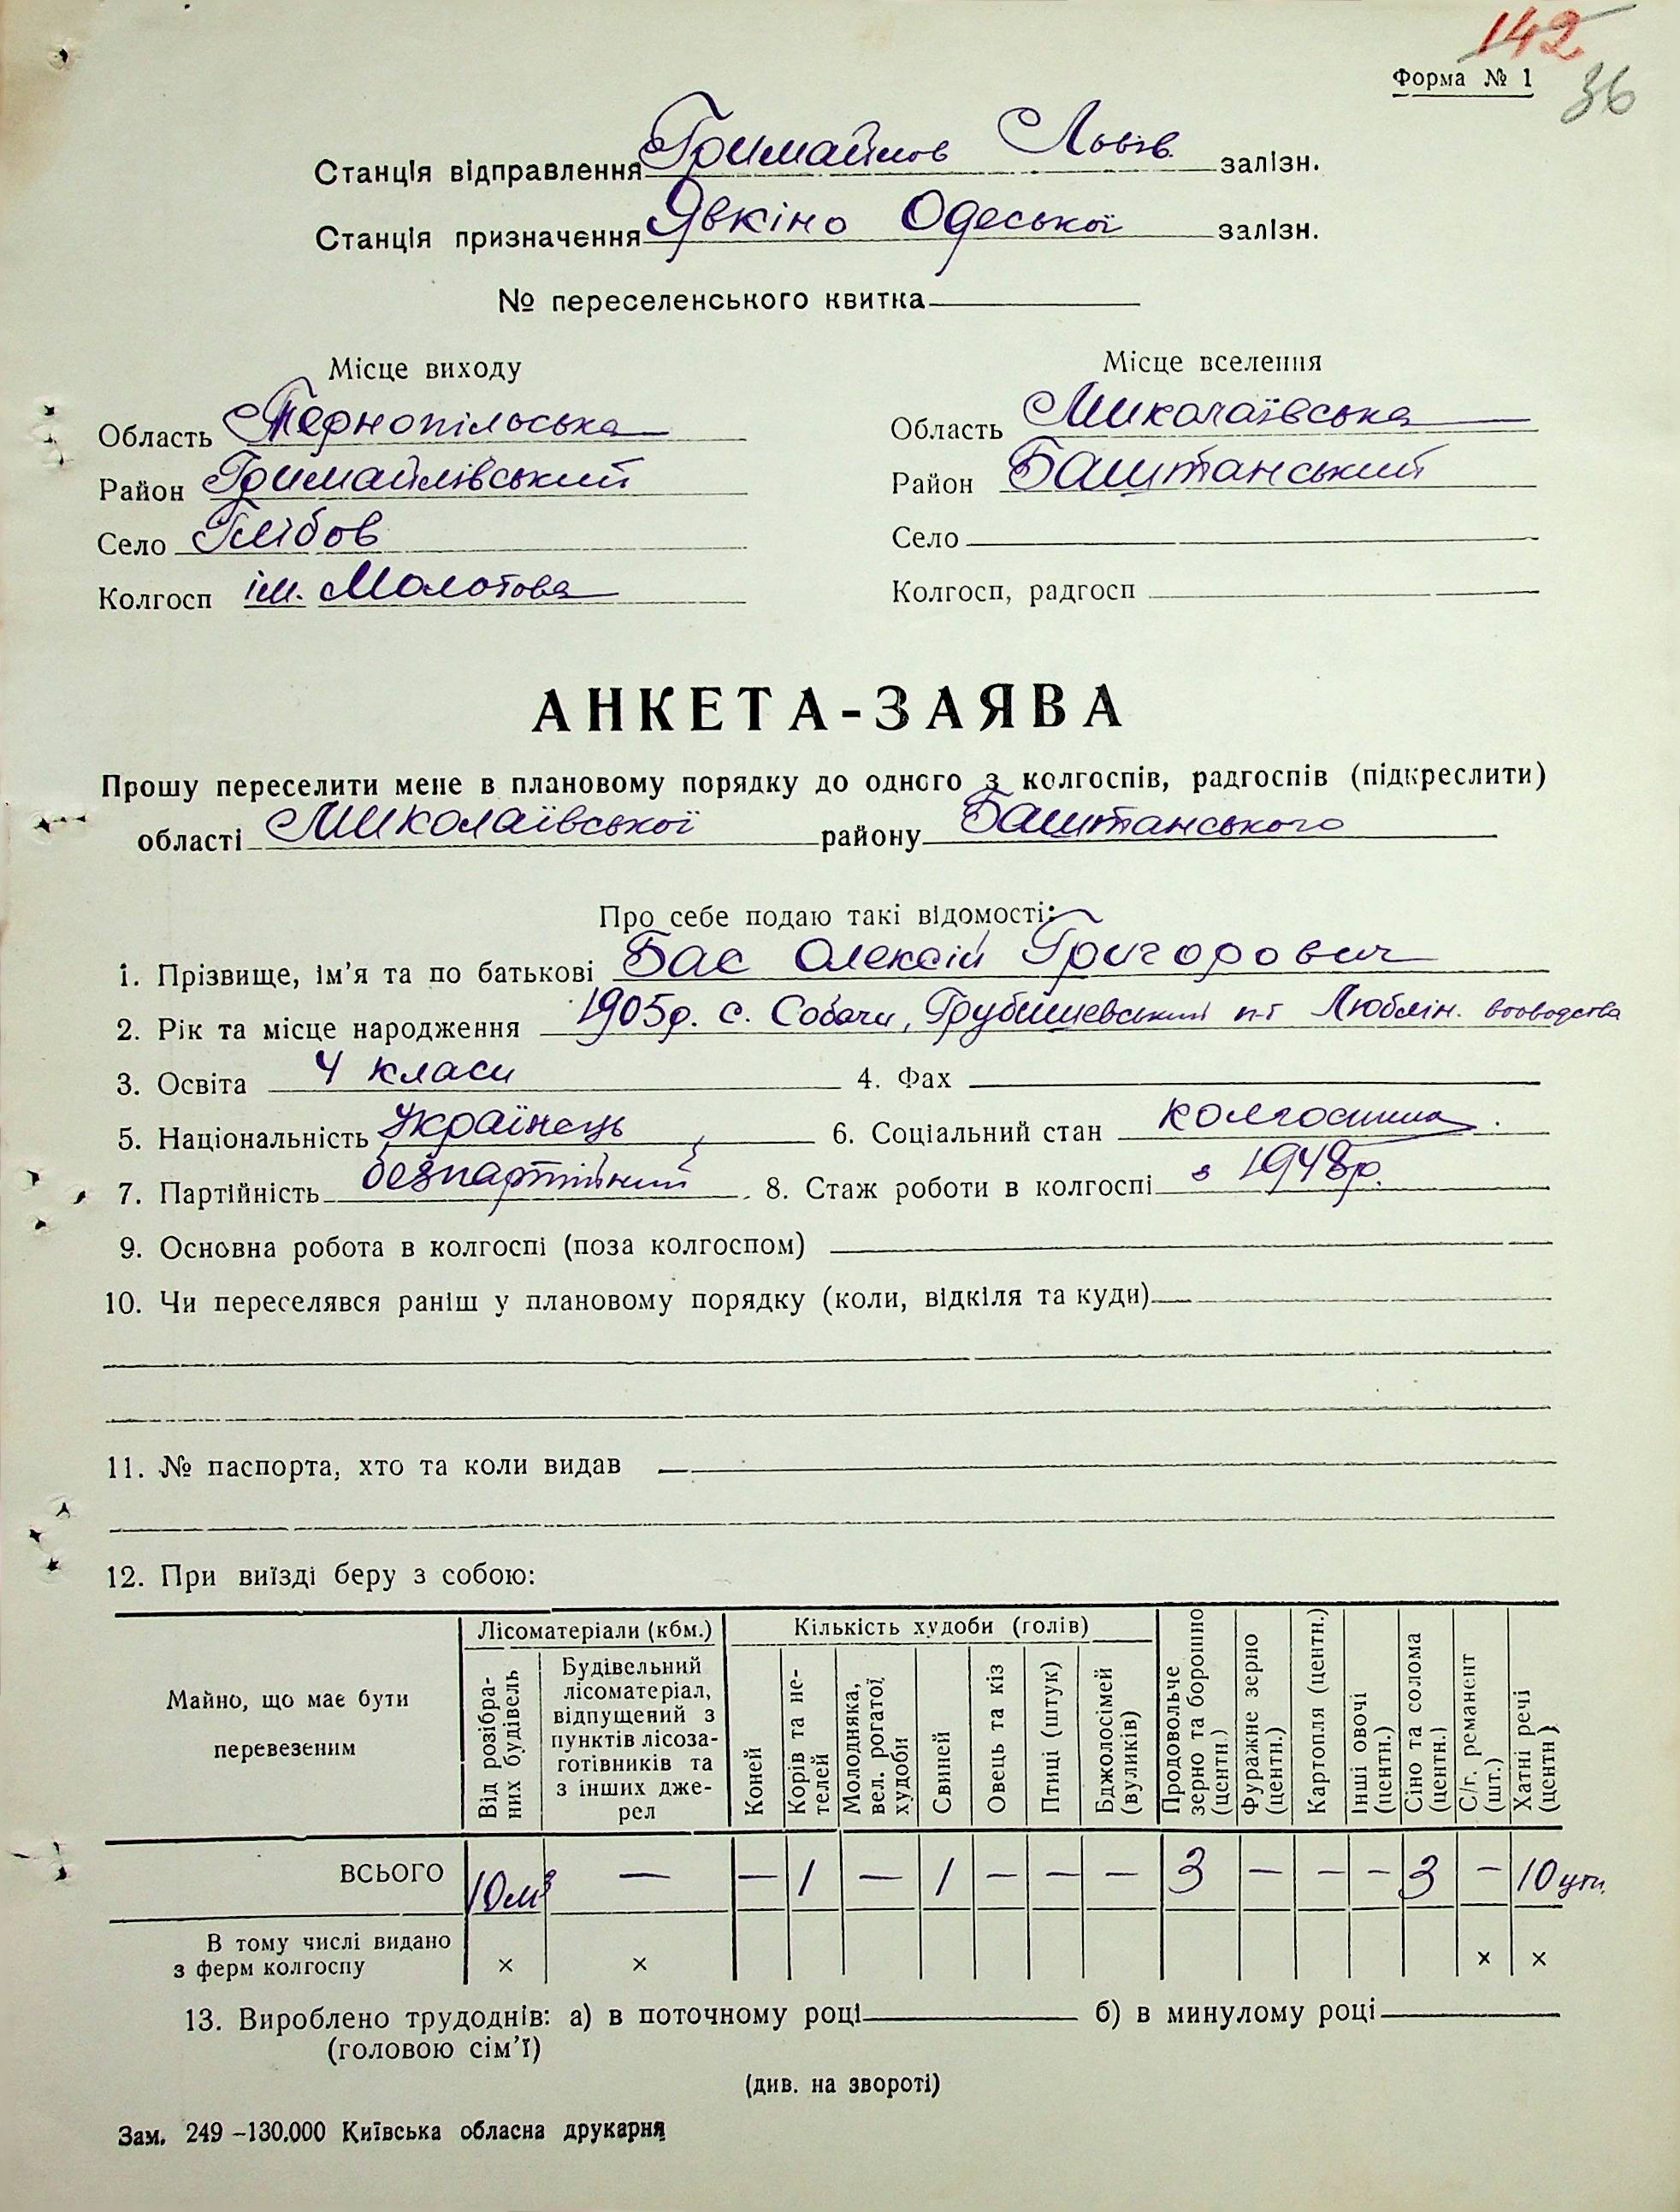 142
Форма № 1
36
Станція відправлення Гримайлов Львів. залізн.
Станція призначення Явкіно Одеської залізн.
№ переселенського квитка
Місце виходу
Область Тернопільська
Район Гримайлівський
Село Глібов
Колгосп ім. Молотова
Місце вселення
Область Миколаївська
Район Баштанський
Село
Колгосп, радгосп
АНКЕТА-ЗАЯВА
Прошу переселити мене в плановому порядку до одного з колгоспів, радгоспів (підкреслити)
області Миколаївської району Баштанського
Про себе подаю такі відомості:
1. Прізвище, ім’я та по батькові Бас Олексій Григорович
2. Рік та місце народження 1905р. с. Собачи, Грубишевський п-т Люблін. воєводства
3. Освіта 4 класи 4. Фах
5. Національність Українець 6. Соціальний стан колгоспник.
7. Партійність безпартійний 8. Стаж роботи в колгоспі з 1948р.
9. Основна робота в колгоспі (поза колгоспом)
10. Чи переселявся раніш у плановому порядку (коли, відкіля та куди)
11. № паспорта, хто та коли видав
12. При виїзді беру з собою:
Майно, що має бути перевезеним
Лісоматеріали (кбм.)
Від розібраних будівель
Будівельний лісоматеріал, відпущений з пунктів лісозаготівників та з інших джерел
Кількість худоби (голів)
Коней
Корів та нетелей
Молодняка, вел. рогатої худоби
Свиней
Овець та кіз
Птиці (штук)
Бджолосімей (вуликів)
Продовольче зерно та борошно (центн.)
Фуражне зерно (центн.)
Картопля (центн.)
Інші овочі (центн.)
Сіно та солома (центн.)
С/г. реманент (шт.)
Хатні речі (центн)
ВСЬОГО 10м³ — — 1 — 1 — — — 3 — — — 3 — 10 цтн.
В тому числі видано
з ферм колгоспу × × × ×
13. Вироблено трудоднів: а) в поточному році б) в минулому році
(головою сім’ї)
(див. на звороті)
Зам. 249 –130.000 Київська обласна друкарня